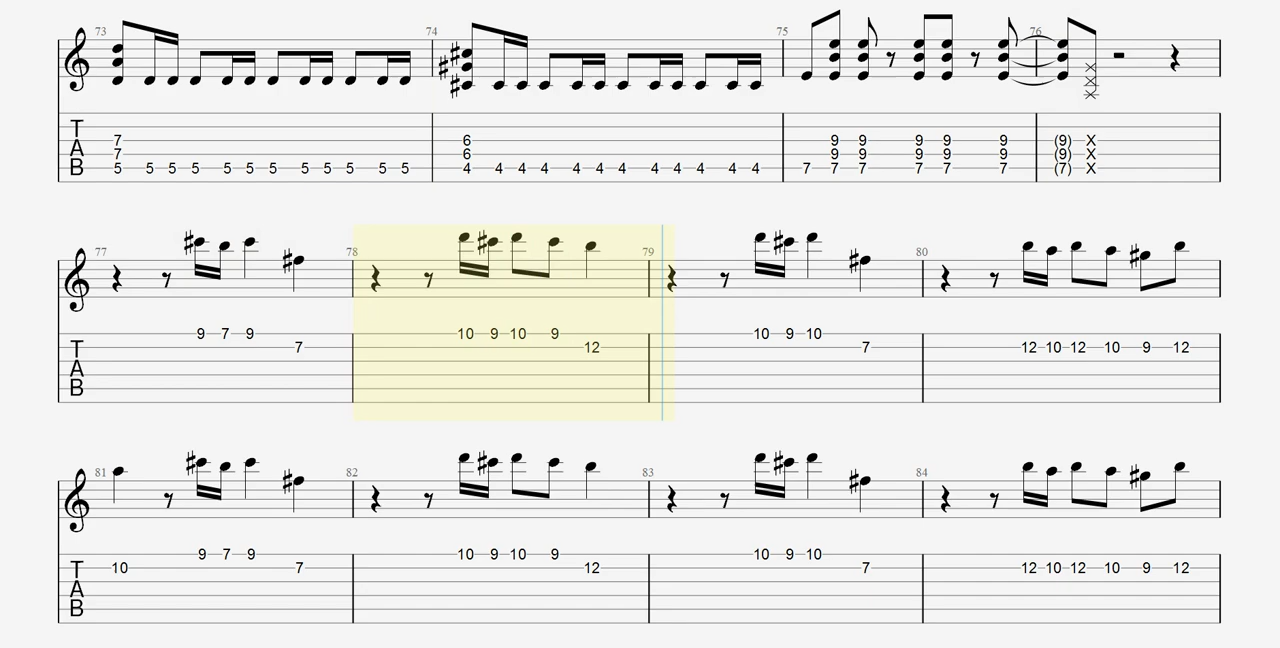 73 74 75 76
T
7 6 9 9 9 9 9 (9) X
A
7 6 9 9 9 9 9 (9) X
B
5 5 5 5 5 5 5 5 5 5 5 4 4 4 4 4 4 4 4 4 4 4 7 7 7 7 7 7 (7) X
77 78 79 80
9 7 9 10 9 10 9 10 9 10
T 7 12 7 12 10 12 10 9 12
A
B
81 82 83 84
9 7 9 10 9 10 9 10 9 10
T 10 7 12 7 12 10 12 10 9 12
A
B